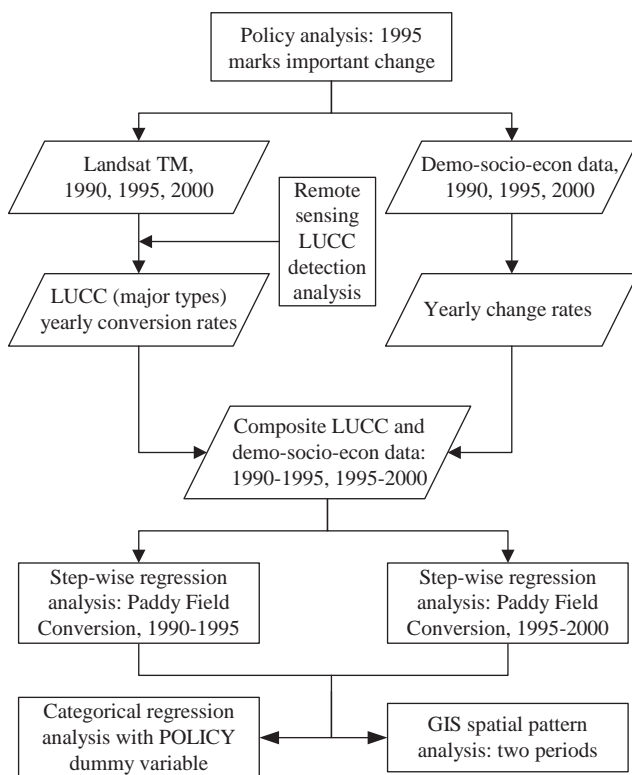 Policy analysis: 1995
marks important change
Landsat TM,
1990, 1995, 2000
Demo-socio-econ data,
1990, 1995, 2000
Remote
sensing
LUCC
detection
analysis
LUCC (major types)
yearly conversion rates
Yearly change rates
Composite LUCC and
demo-socio-econ data:
1990-1995, 1995-2000
Step-wise regression
analysis: Paddy Field
Conversion, 1990-1995
Step-wise regression
analysis: Paddy Field
Conversion, 1995-2000
Categorical regression
analysis with POLICY
dummy variable
GIS spatial pattern
analysis: two periods